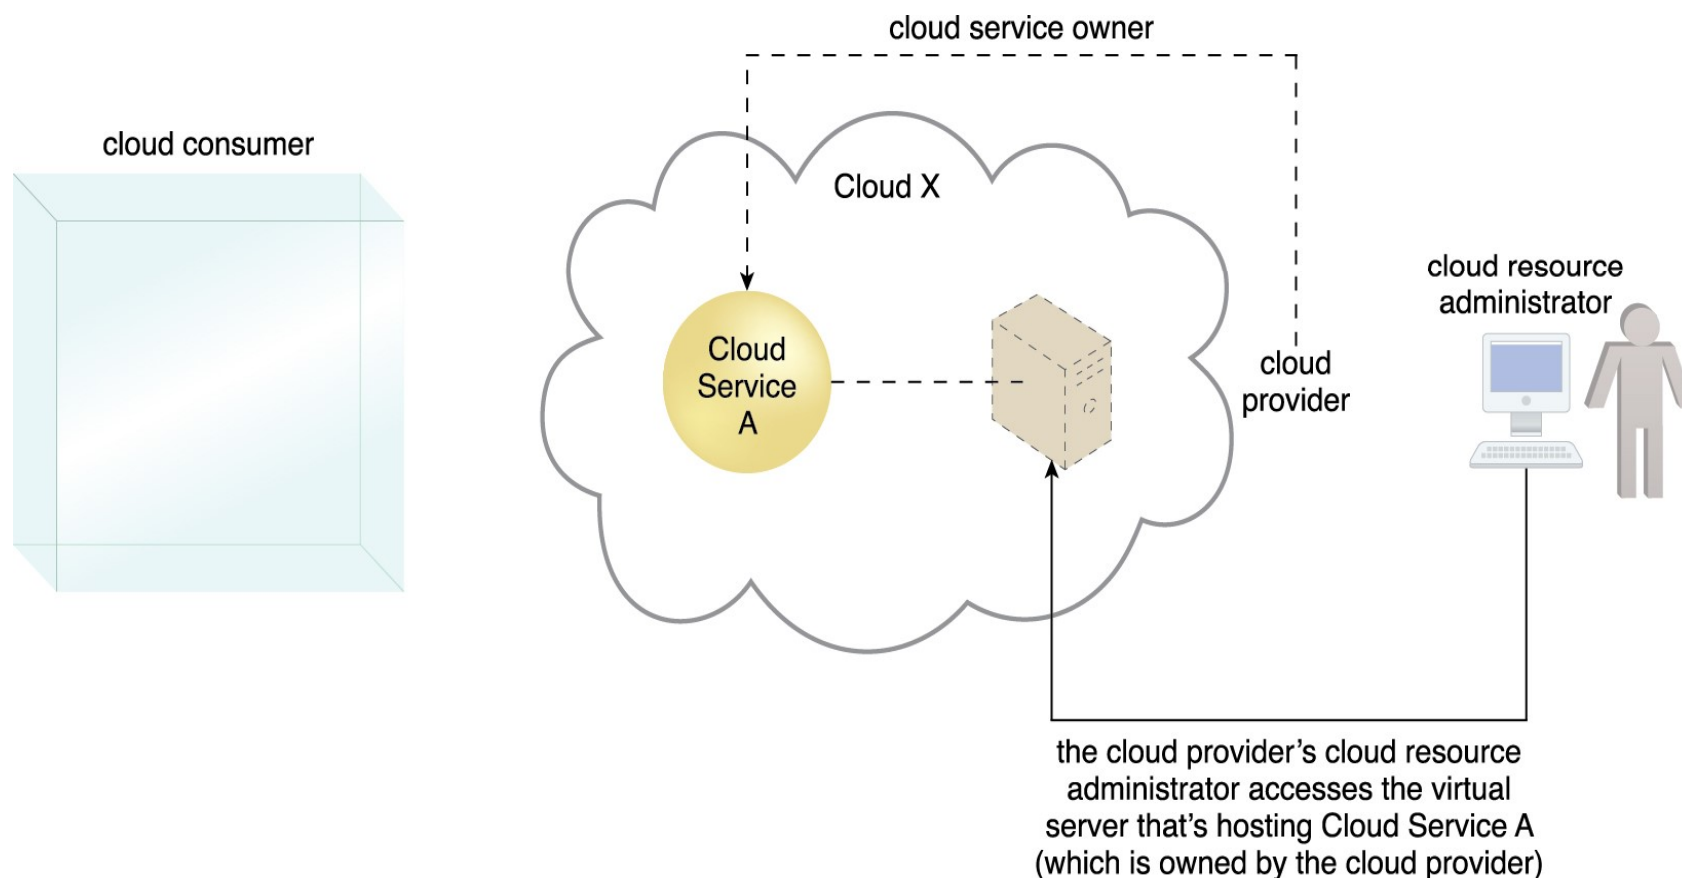 cloud service owner
cloud consumer
Cloud X
cloud resource
administrator
Cloud
Service
A
cloud
provider
the cloud provider’s cloud resource
administrator accesses the virtual
server that’s hosting Cloud Service A
(which is owned by the cloud provider)